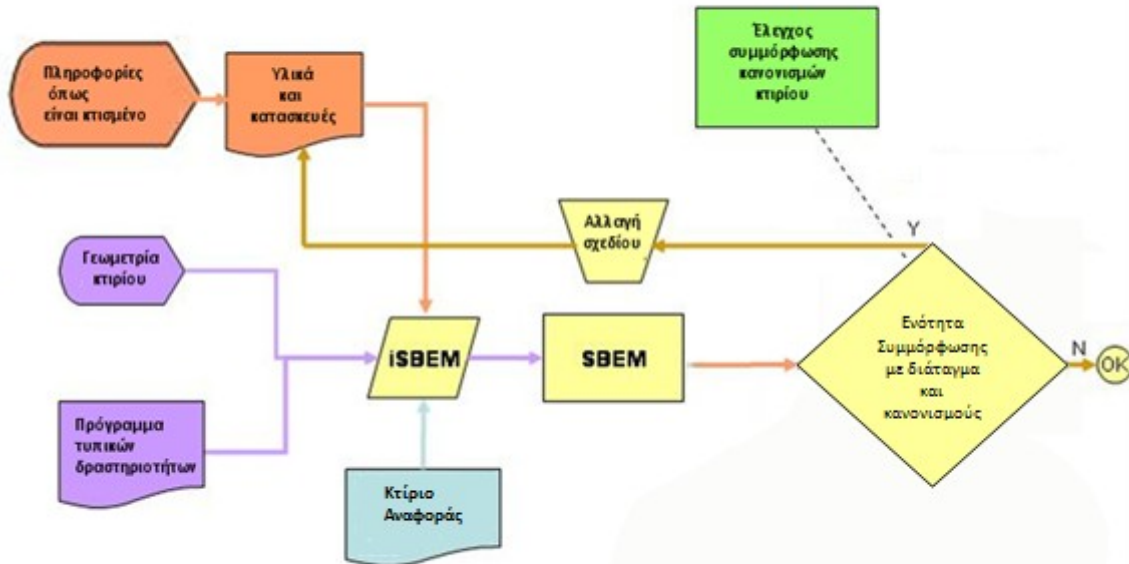 Πληροφορίες
όπως
είναι κτισμένο
Υλικά
και
κατασκευές
Έλεγχος
συμμόρφωσης
κανονισμών
κτιρίου
Αλλαγή
σχεδίου
Y
Γεωμετρία
κτιρίου
iSBEM
SBEM
Ενότητα
Συμμόρφωσης
με διάταγμα
και
κανονισμούς
N
OK
Πρόγραμμα
τυπικών
δραστηριοτήτων
Κτίριο
Αναφοράς